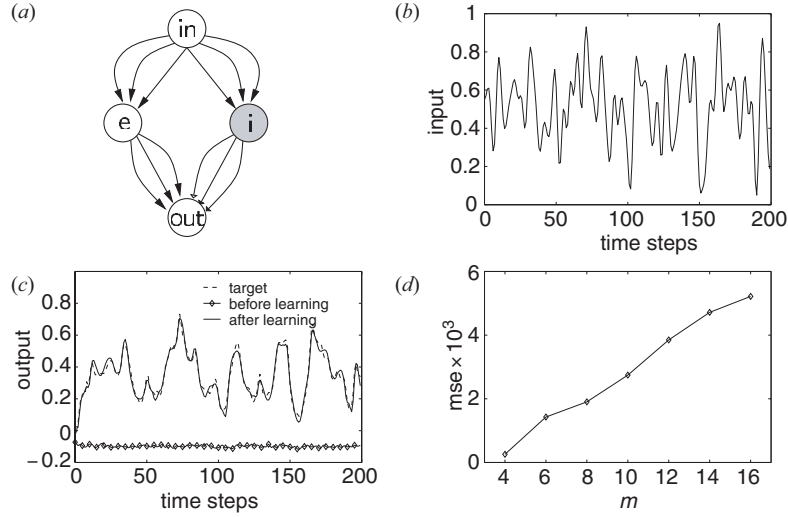 (a)
in
e
i
out
(b)
1
0.8
0.6
0.4
0.2
0
input
0
50
100
150
200
time steps
(c)
target
before learning
after learning
0.8
0.6
0.4
0.2
0
−0.2
output
0
50
100
150
200
time steps
(d)
6
4
2
0
mse × 10³
4
6
8
10
12
14
16
m